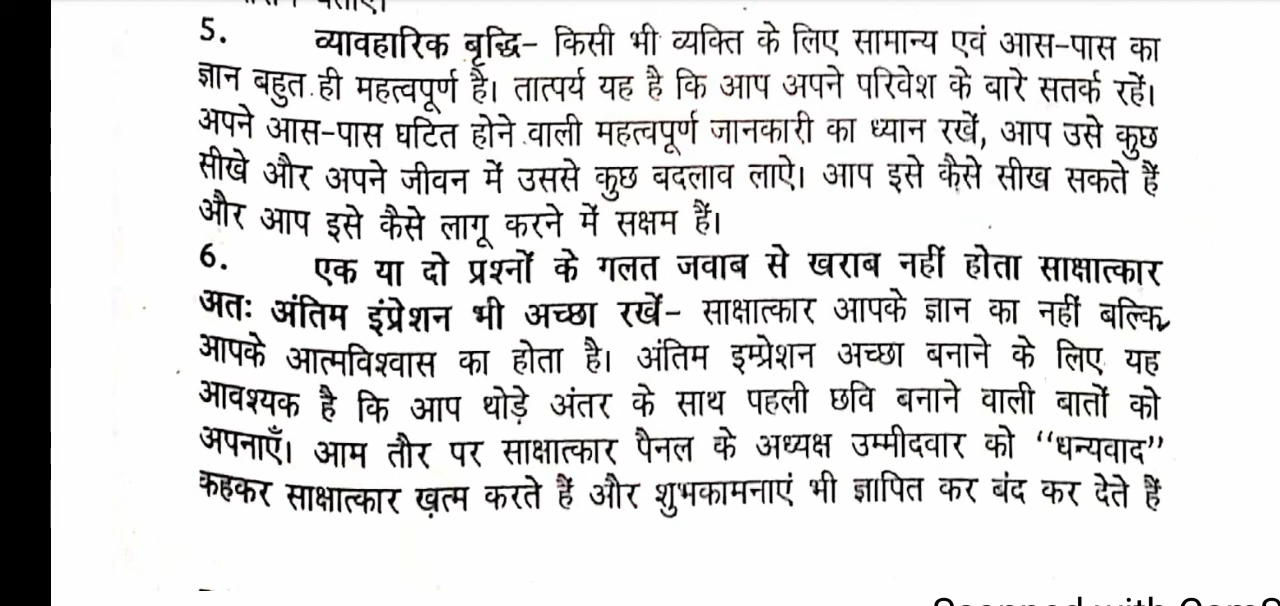 5. व्यावहारिक बृद्धि- किसी भी व्यक्ति के लिए सामान्य एवं आस-पास का
ज्ञान बहुत ही महत्वपूर्ण है। तात्पर्य यह है कि आप अपने परिवेश के बारे सतर्क रहें।
अपने आस-पास घटित होने वाली महत्वपूर्ण जानकारी का ध्यान रखें, आप उसे कुछ
सीखे और अपने जीवन में उससे कुछ बदलाव लाऐ। आप इसे कैसे सीख सकते हैं
और आप इसे कैसे लागू करने में सक्षम हैं।
6. एक या दो प्रश्नों के गलत जवाब से खराब नहीं होता साक्षात्कार
अतः अंतिम इंप्रेशन भी अच्छा रखें- साक्षात्कार आपके ज्ञान का नहीं बल्कि
आपके आत्मविश्वास का होता है। अंतिम इम्प्रेशन अच्छा बनाने के लिए यह
आवश्यक है कि आप थोड़े अंतर के साथ पहली छवि बनाने वाली बातों को
अपनाएँ। आम तौर पर साक्षात्कार पैनल के अध्यक्ष उम्मीदवार को “धन्यवाद”
कहकर साक्षात्कार ख़त्म करते हैं और शुभकामनाएं भी ज्ञापित कर बंद कर देते हैं